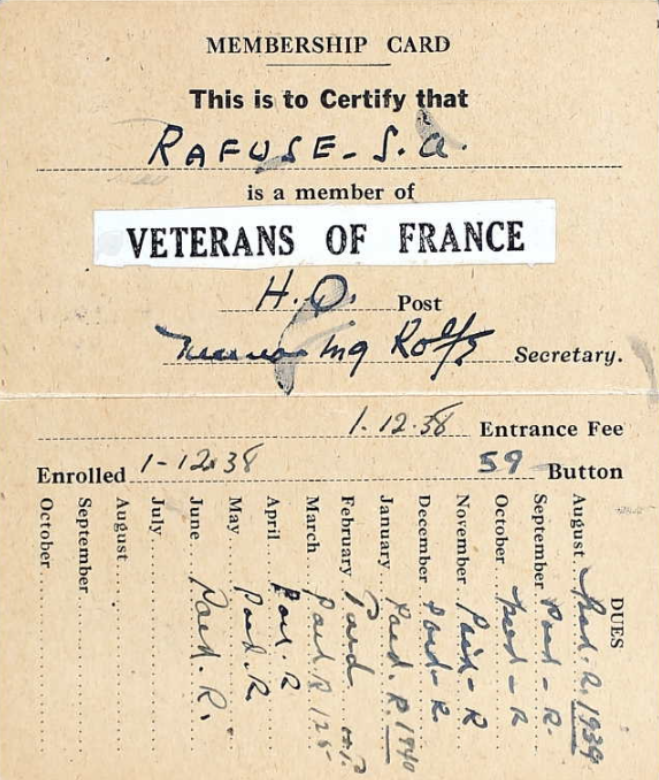 MEMBERSHIP CARD
This is to Certify that
RAFUSE - S.A.
is a member of
VETERANS OF FRANCE
H.Q. Post
Rolfs Secretary.
1-12-38 Entrance Fee
Enrolled 1-12-38 59 Button
DUES
August Paid. R. 1939
September Paid - R.
October Paid - R
November Paid - R
December Paid - R.
January Paid. R. 1940
February Paid
March Paid R
April Paid. R
May Paid. R
June Paid. R.
July
August
September
October